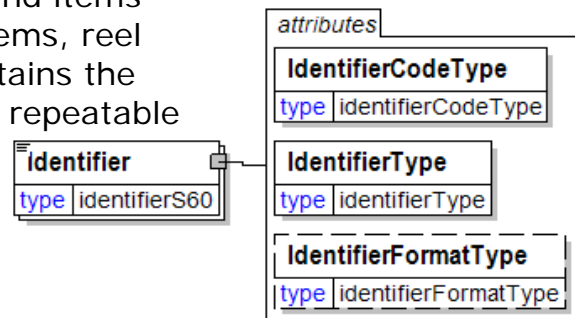 nd items
ems, reel
tains the
repeatable
Identifier
type identifierS60
attributes
IdentifierCodeType
type identifierCodeType
IdentifierType
type identifierType
IdentifierFormatType
type identifierFormatType